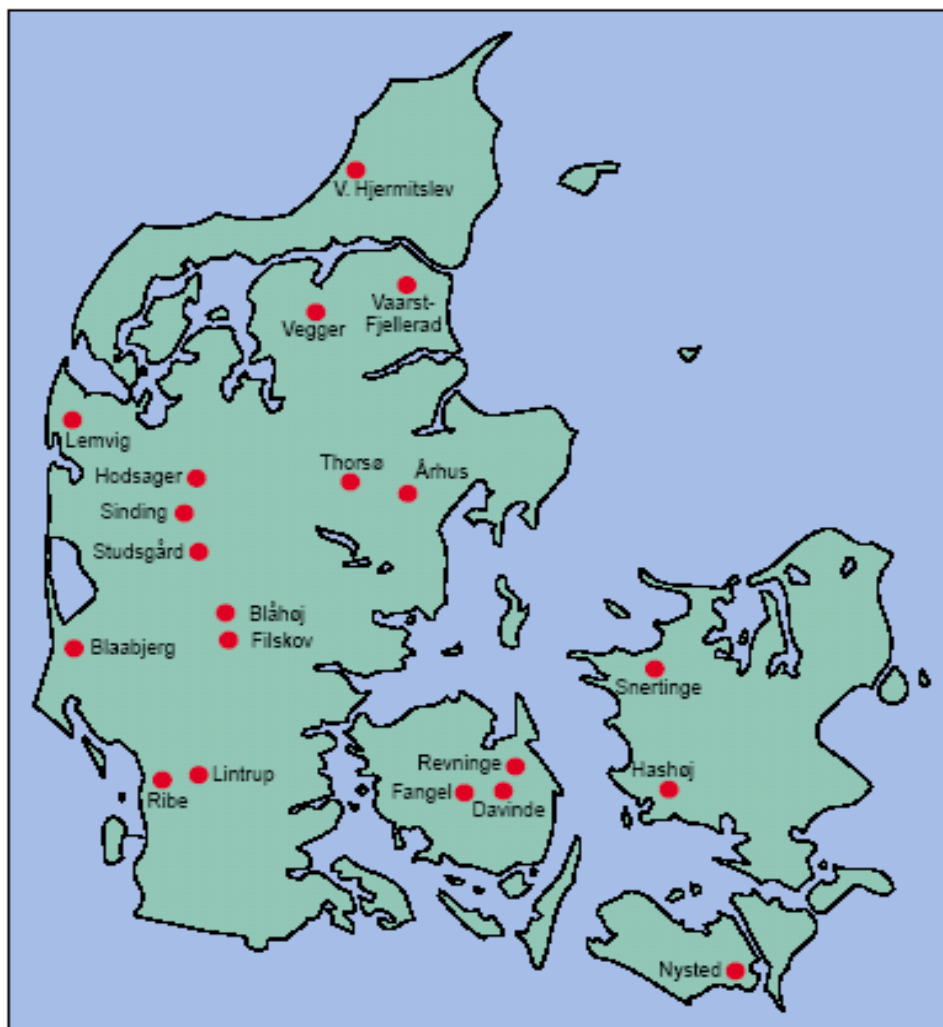 V. Hjermitslev
Vaarst-
Fjellerad
Vegger
Lemvig
Hodsager
Thorsø
Århus
Sinding
Studsgård
Blåhøj
Filskov
Blaabjerg
Snertinge
Revninge
Lintrup
Hashøj
Ribe
Fangel
Davinde
Nysted